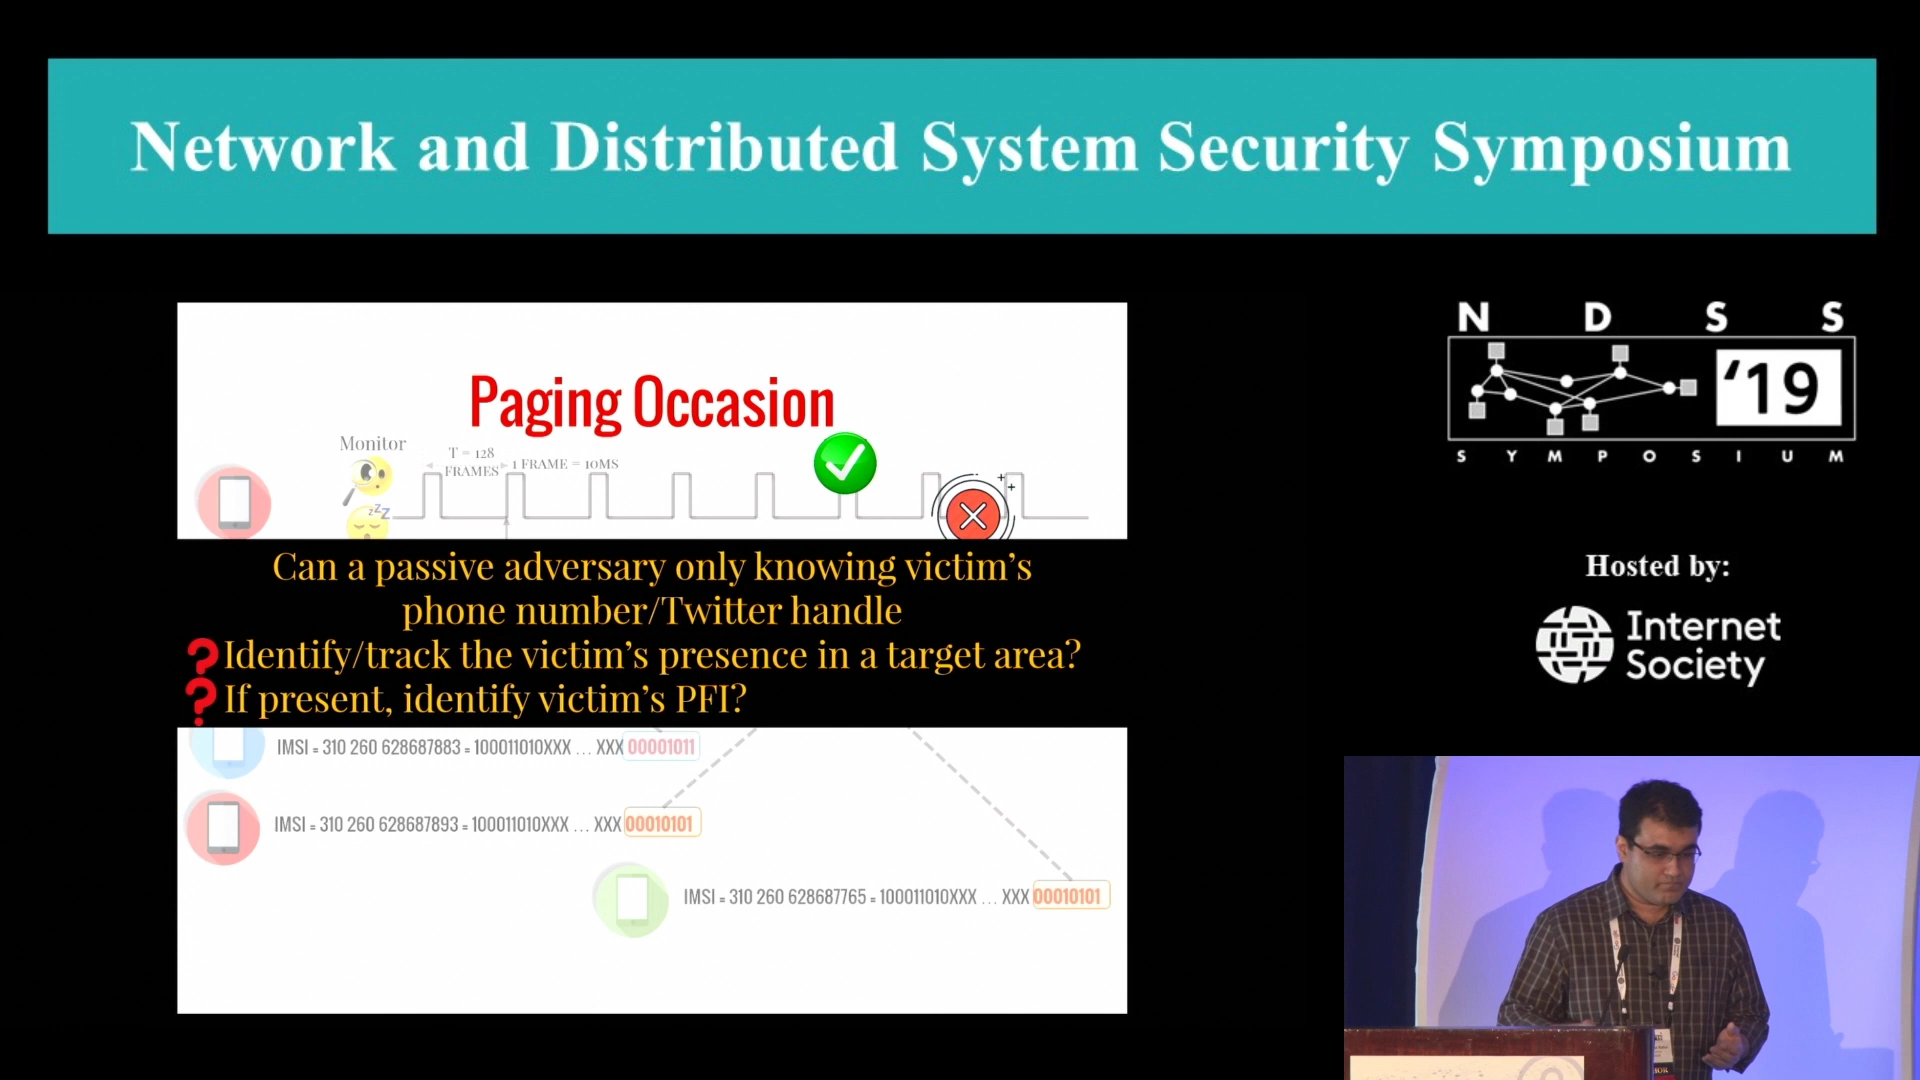 Network and Distributed System Security Symposium
N D S S
'19
S Y M P O S I U M
Paging Occasion
Monitor
T = 128
FRAMES
1 FRAME = 10MS
zzZ
Can a passive adversary only knowing victim's
phone number/Twitter handle
?Identify/track the victim's presence in a target area?
?If present, identify victim's PFI?
Hosted by:
Internet
Society
IMSI = 310 260 628687883 = 100011010XXX ... XXX 00001011
IMSI = 310 260 628687893 = 100011010XXX ... XXX 00010101
IMSI = 310 260 628687765 = 100011010XXX ... XXX 00010101